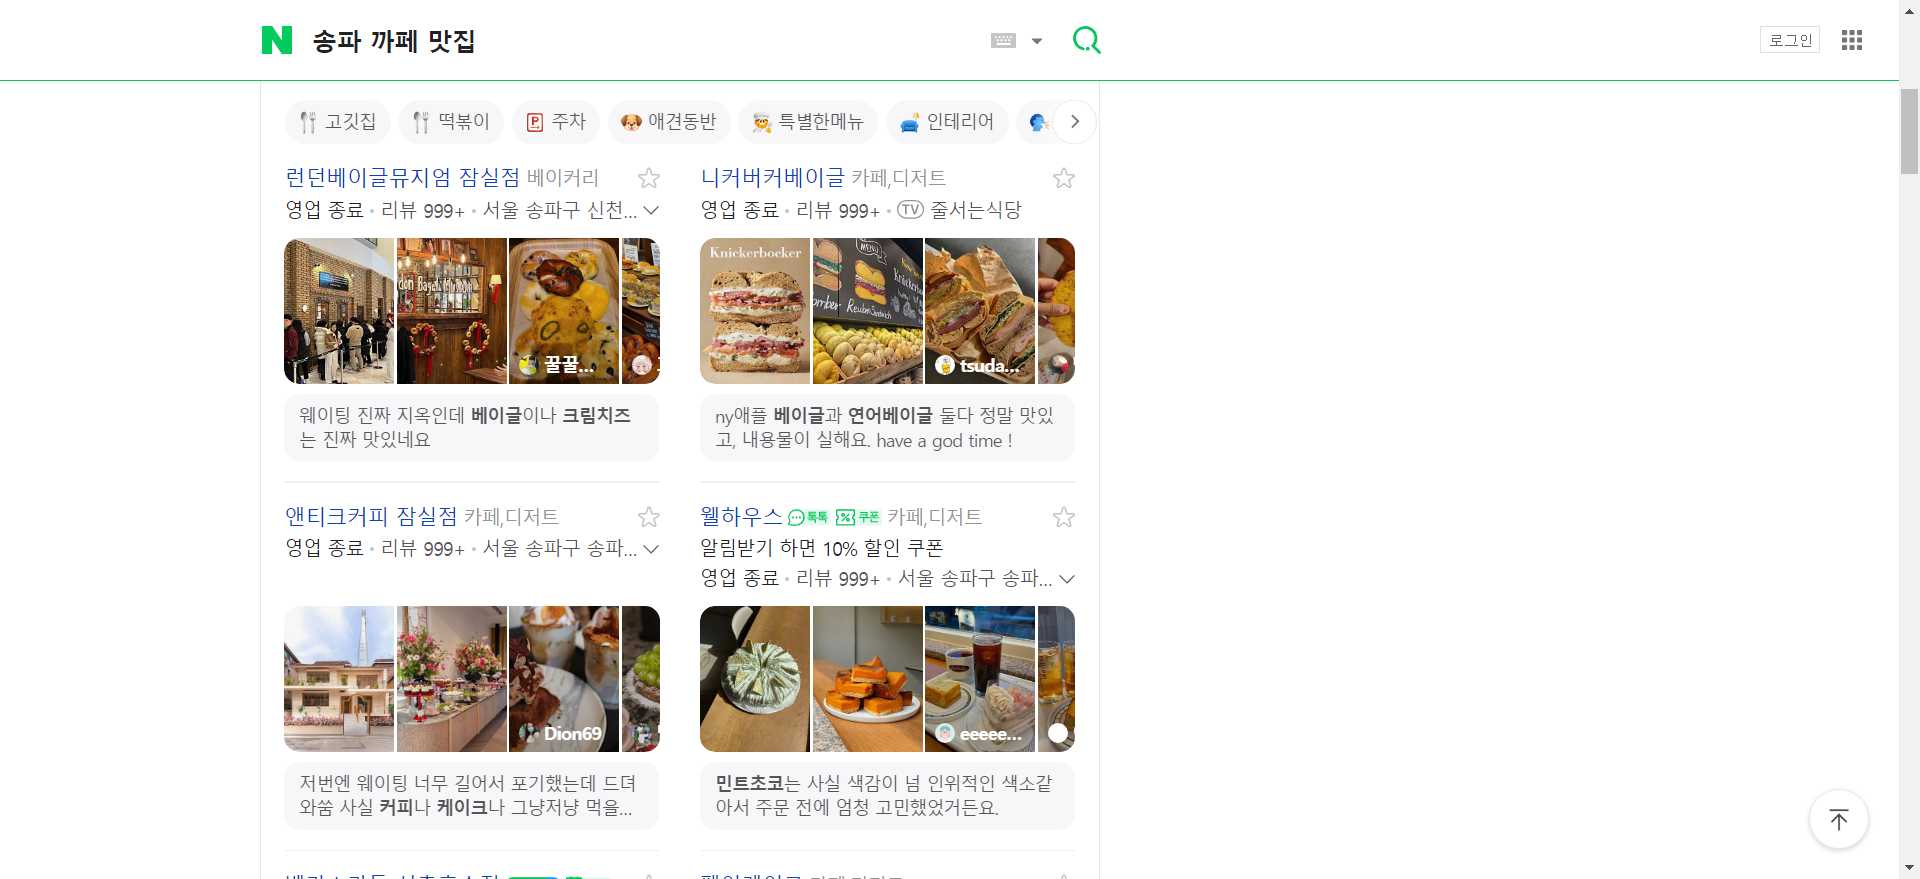 송파 까페 맛집
로그인
고깃집 떡볶이 주차 애견동반 특별한메뉴 인테리어
런던베이글뮤지엄 잠실점 베이커리
영업 종료 · 리뷰 999+ · 서울 송파구 신천...
꿀꿀...
웨이팅 진짜 지옥인데 베이글이나 크림치즈
는 진짜 맛있네요
니커버커베이글 카페,디저트
영업 종료 · 리뷰 999+ · TV 줄서는식당
Knickerbocker
MENU
Reuben Sandwich
tsuda...
ny애플 베이글과 연어베이글 둘다 정말 맛있
고, 내용물이 실해요. have a god time !
앤티크커피 잠실점 카페,디저트
영업 종료 · 리뷰 999+ · 서울 송파구 송파...
Dion69
저번엔 웨이팅 너무 길어서 포기했는데 드뎌
와쑴 사실 커피나 케이크나 그냥저냥 먹을...
웰하우스 톡톡 쿠폰 카페,디저트
알림받기 하면 10% 할인 쿠폰
영업 종료 · 리뷰 999+ · 서울 송파구 송파...
eeeee...
민트초코는 사실 색감이 넘 인위적인 색소같
아서 주문 전에 엄청 고민했었거든요.